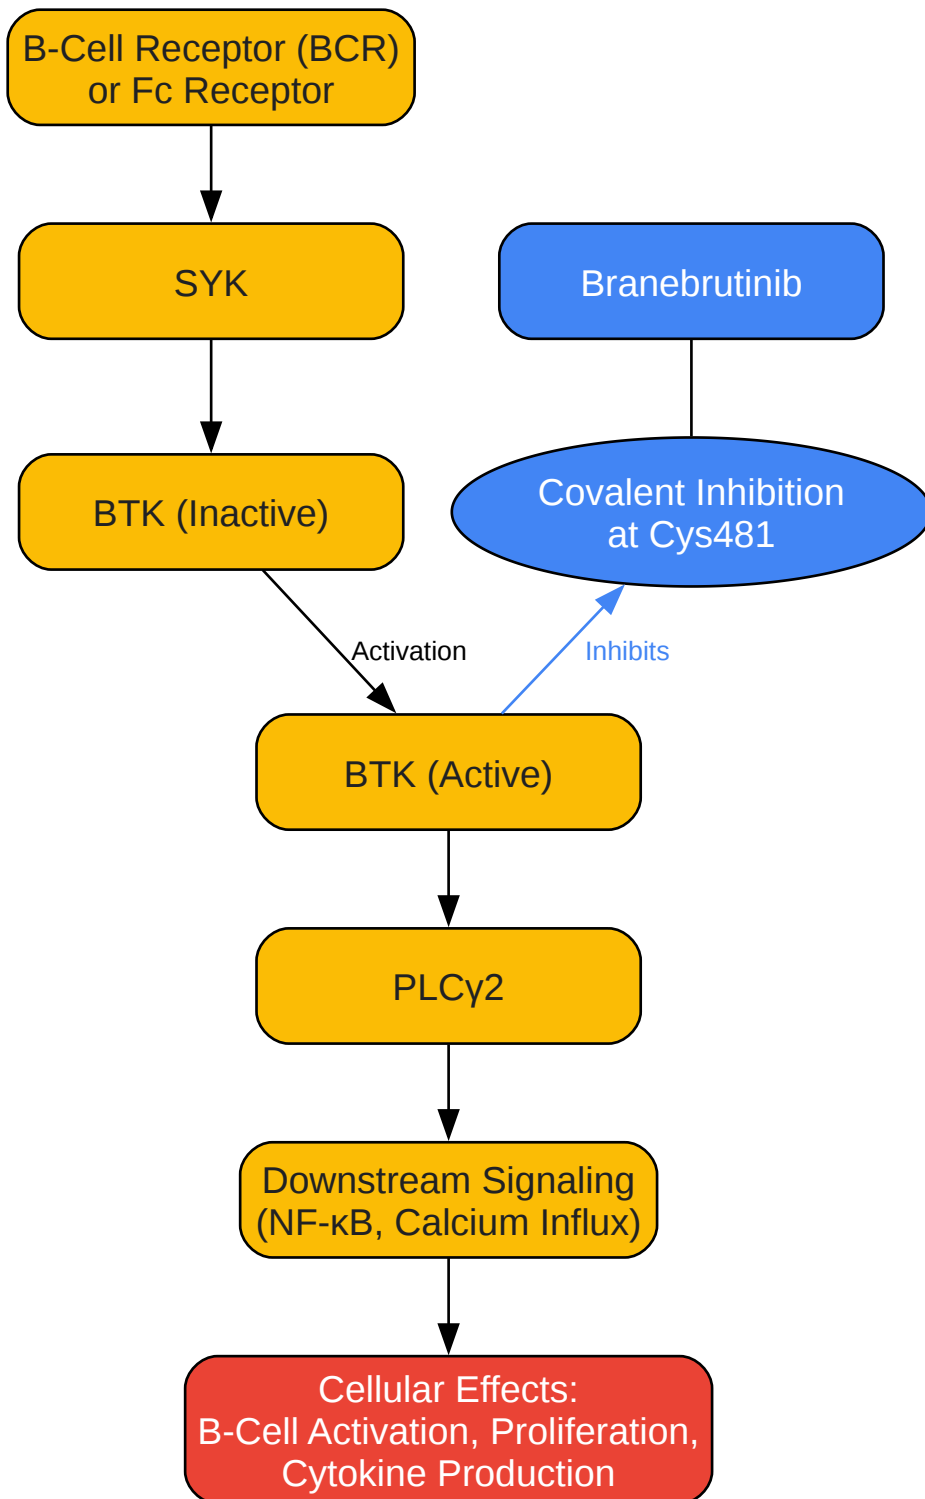 B-Cell Receptor (BCR)
or Fc Receptor
SYK
Branebrutinib
BTK (Inactive)
Covalent Inhibition
at Cys481
Activation
Inhibits
BTK (Active)
PLCγ2
Downstream Signaling
(NF-κB, Calcium Influx)
Cellular Effects:
B-Cell Activation, Proliferation,
Cytokine Production